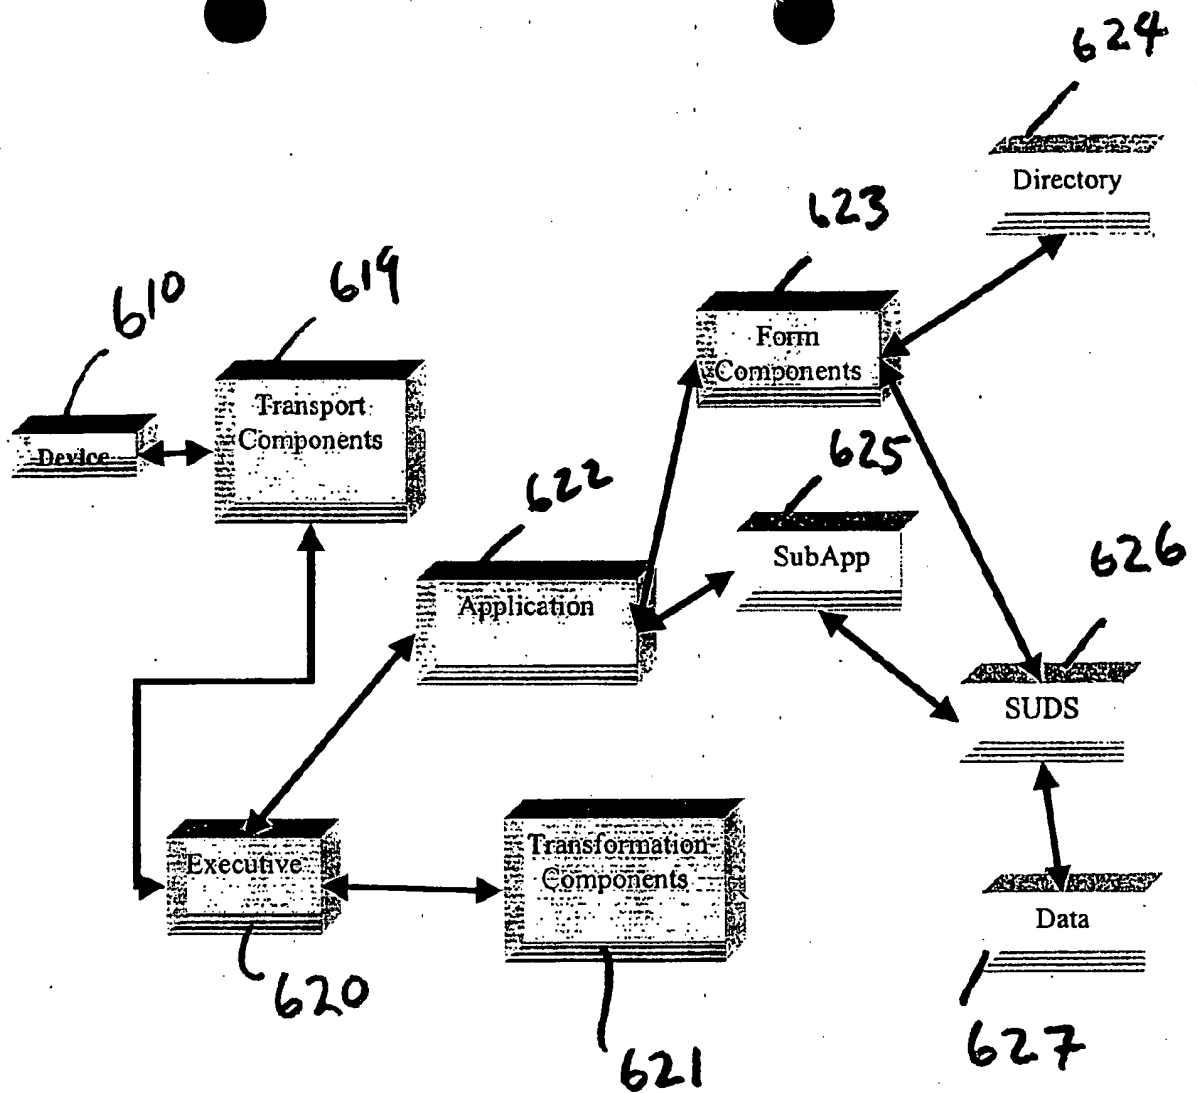 624
Directory
623
619
610
Form
Components
Transport
Components
Device
625
622
SubApp
626
Application
SUDS
Transformation
Components
Executive
Data
620
627
621